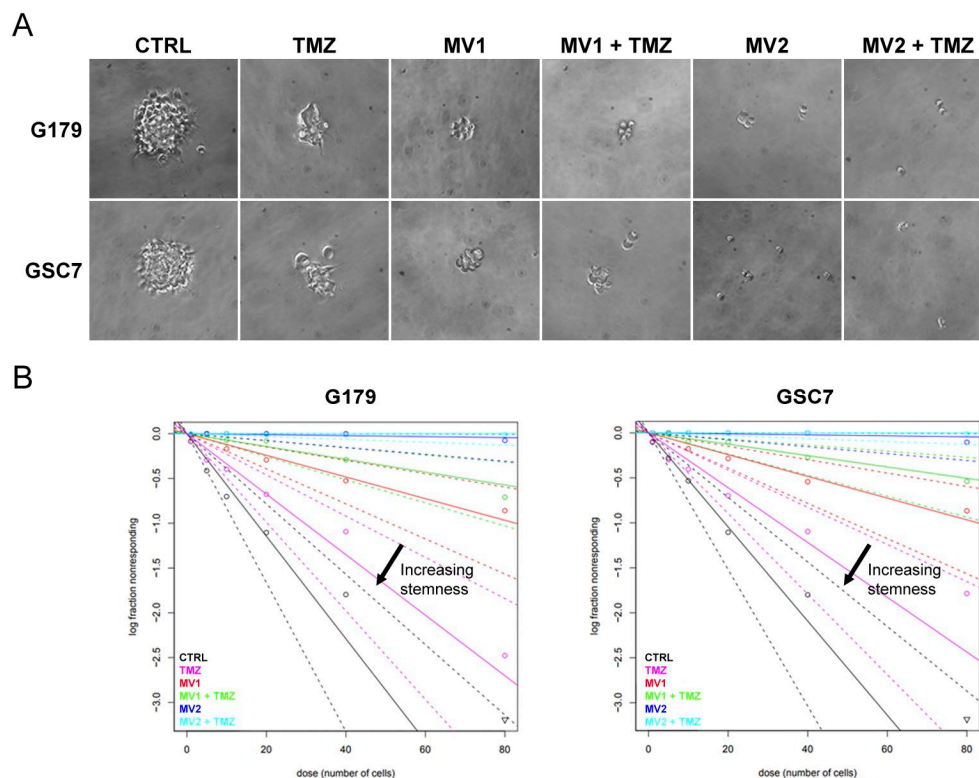 A
CTRL TMZ MV1 MV1 + TMZ MV2 MV2 + TMZ
G179
GSC7
B
G179
log fraction nonresponding
0.0
-0.5
-1.0
-1.5
-2.0
-2.5
-3.0
Increasing
stemness
CTRL
TMZ
MV1
MV1 + TMZ
MV2
MV2 + TMZ
0 20 40 60 80
dose (number of cells)
GSC7
log fraction nonresponding
0.0
-0.5
-1.0
-1.5
-2.0
-2.5
-3.0
Increasing
stemness
CTRL
TMZ
MV1
MV1 + TMZ
MV2
MV2 + TMZ
0 20 40 60 80
dose (number of cells)